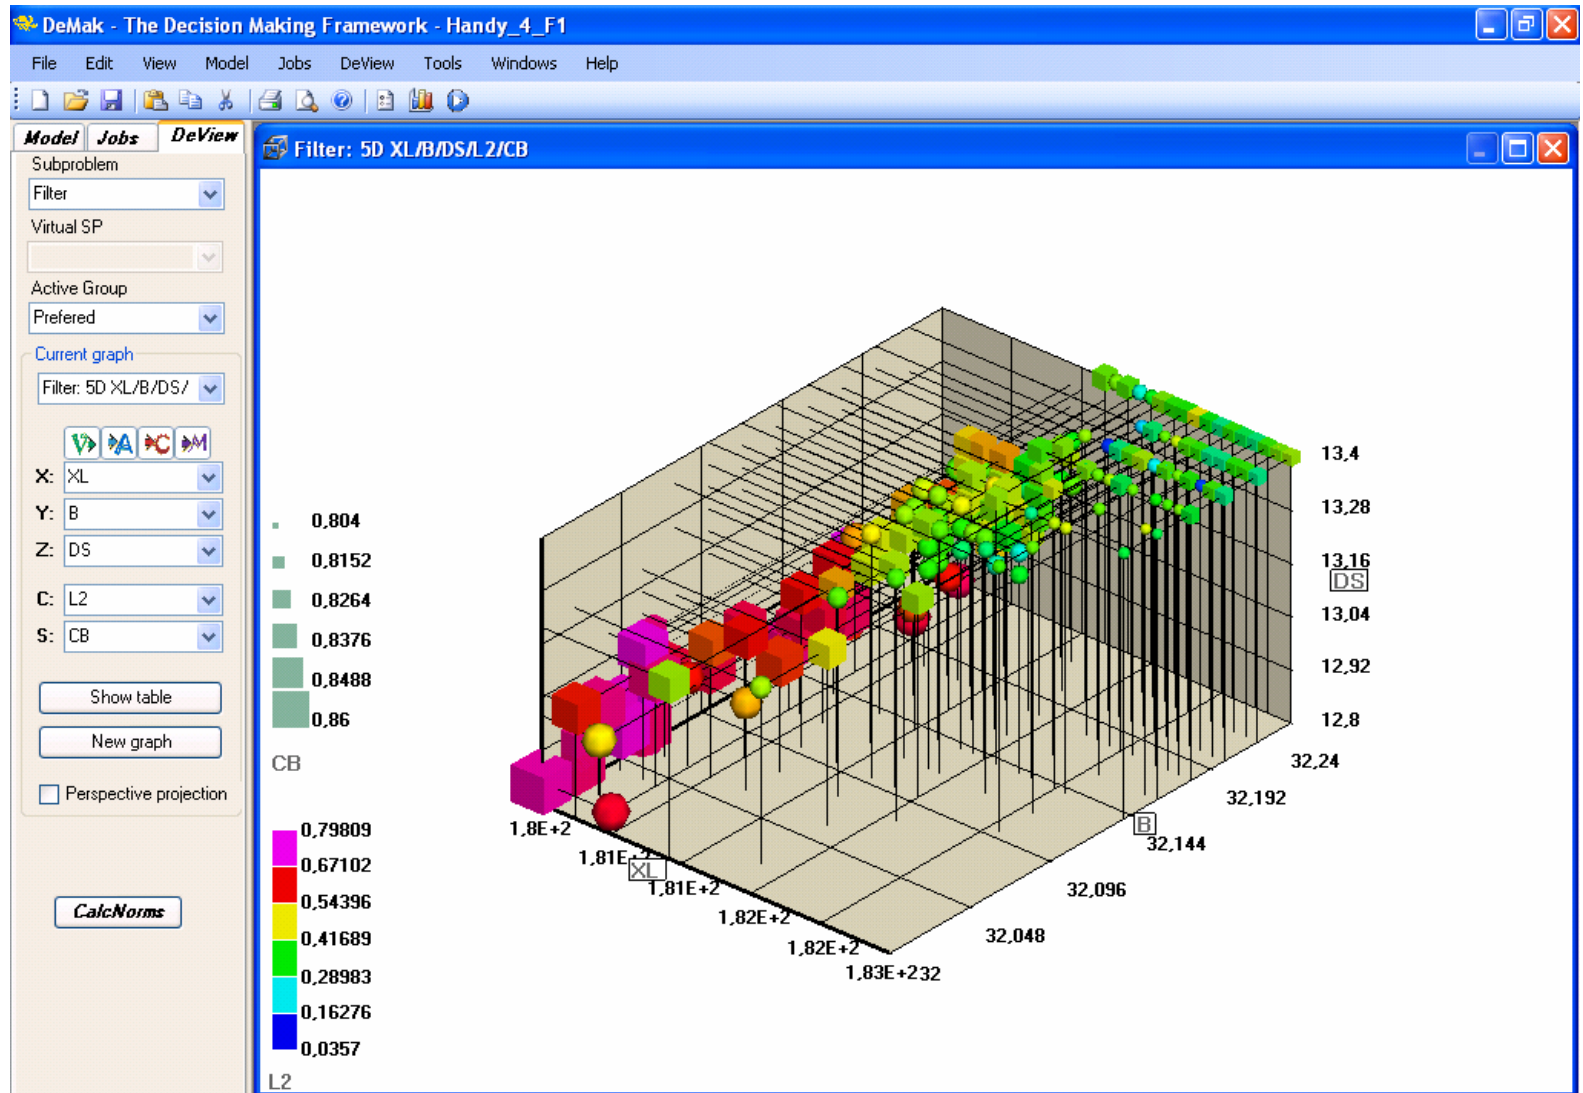 DeMak - The Decision Making Framework - Handy_4_F1
File Edit View Model Jobs DeView Tools Windows Help
Model Jobs DeView
Subproblem
Filter
Virtual SP
Active Group
Prefered
Current graph
Filter: 5D XL/B/DS/
V A C M
X: XL
Y: B
Z: DS
C: L2
S: CB
Show table
New graph
Perspective projection
CalcNorms
Filter: 5D XL/B/DS/L2/CB
0,804
0,8152
0,8264
0,8376
0,8488
0,86
CB
0,79809
0,67102
0,54396
0,41689
0,28983
0,16276
0,0357
L2
13,4
13,28
13,16
DS
13,04
12,92
12,8
32,24
32,192
B
32,144
32,096
32,048
32
1,8E+2
1,81E+2
XL
1,81E+2
1,82E+2
1,82E+2
1,83E+2